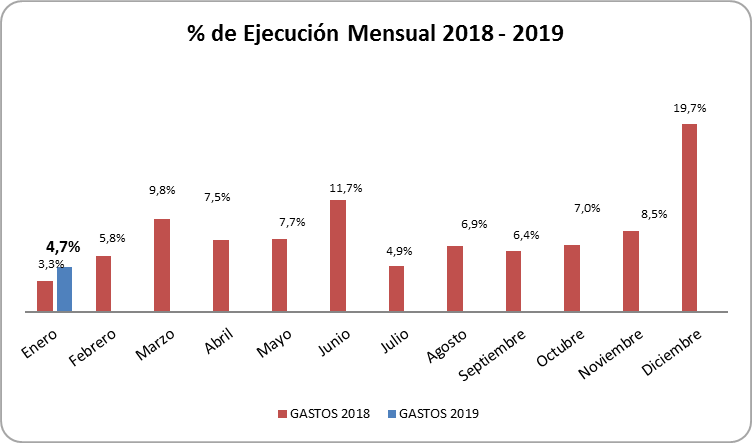 % de Ejecución Mensual 2018 - 2019
19,7%
11,7%
9,8%
7,5%
7,7%
6,9%
7,0%
8,5%
4,7%
5,8%
6,4%
4,9%
3,3%
Enero
Febrero
Marzo
Abril
Mayo
Junio
Julio
Agosto
Septiembre
Octubre
Noviembre
Diciembre
GASTOS 2018
GASTOS 2019